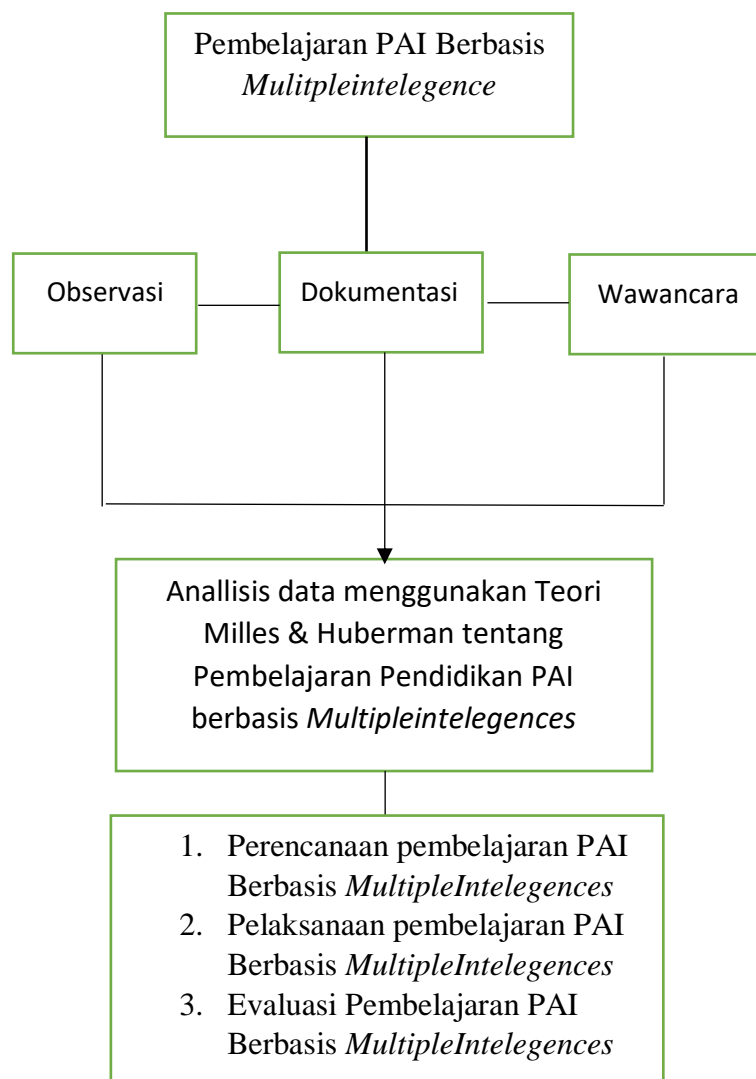 Pembelajaran PAI Berbasis
Mulitpleintelegence
Observasi
Dokumentasi
Wawancara
Anallisis data menggunakan Teori
Milles & Huberman tentang
Pembelajaran Pendidikan PAI
berbasis Multipleintelegences
1. Perencanaan pembelajaran PAI
Berbasis MultipleIntelegences
2. Pelaksanaan pembelajaran PAI
Berbasis MultipleIntelegences
3. Evaluasi Pembelajaran PAI
Berbasis MultipleIntelegences